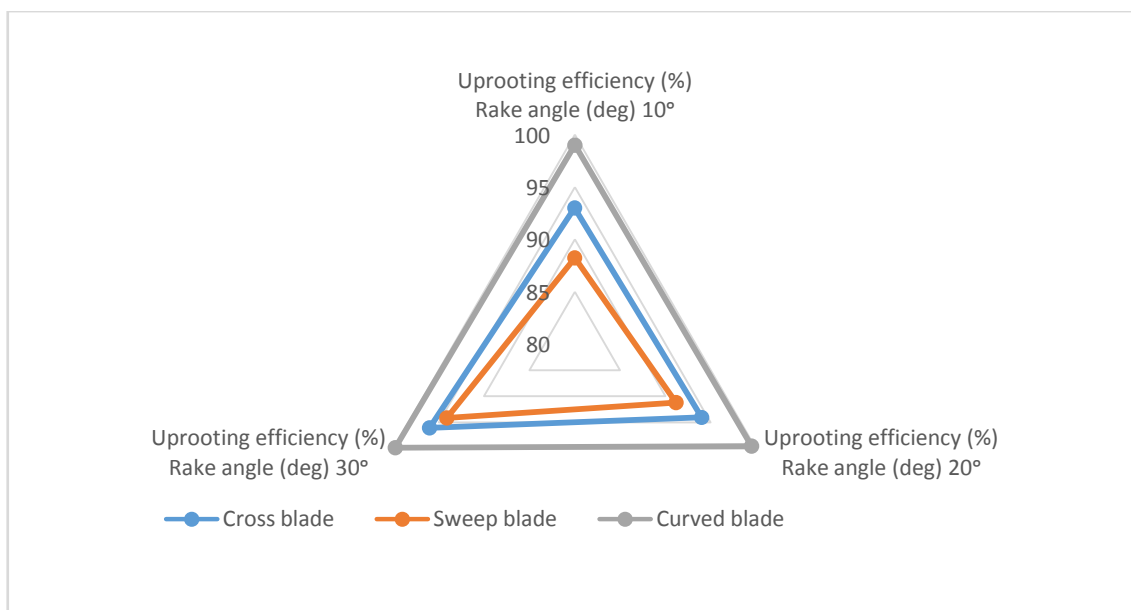 Uprooting efficiency (%)
Rake angle (deg) 10°
100
95
90
85
80
Uprooting efficiency (%)
Rake angle (deg) 30°
Uprooting efficiency (%)
Rake angle (deg) 20°
Cross blade
Sweep blade
Curved blade